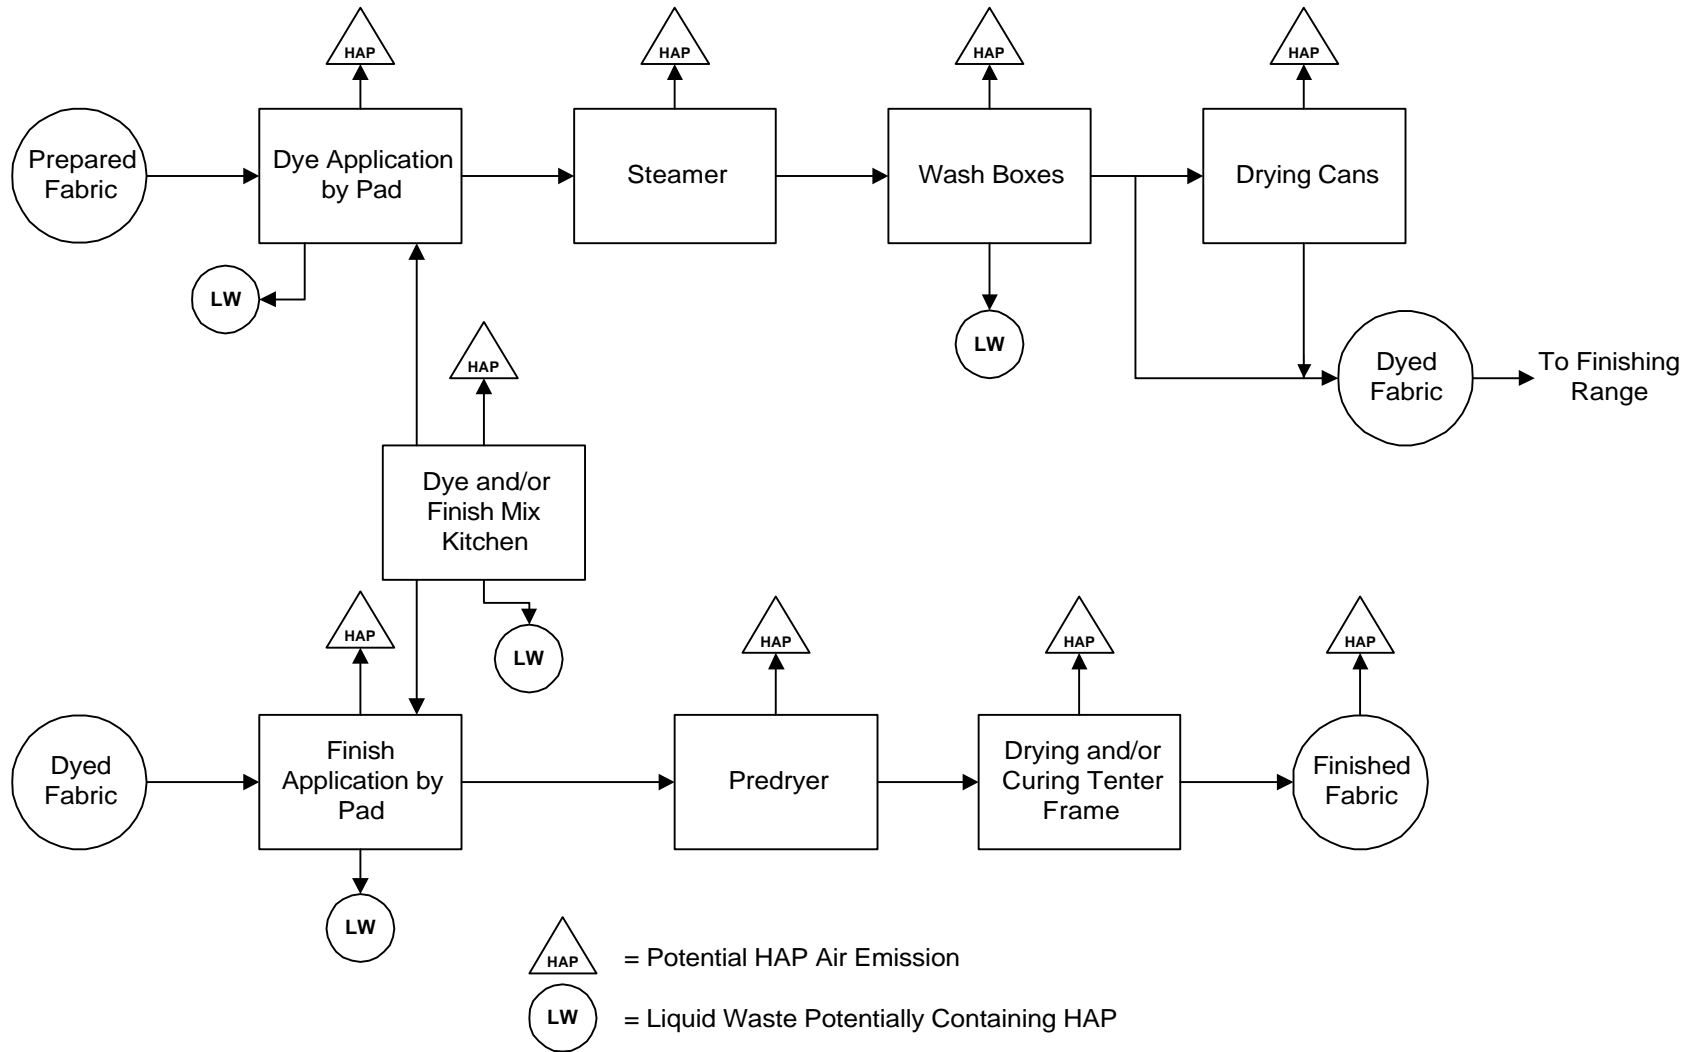 HAP
HAP
HAP
HAP
Prepared
Fabric
Dye Application
by Pad
Steamer
Wash Boxes
Drying Cans
LW
LW
HAP
Dyed
Fabric
To Finishing
Range
Dye and/or
Finish Mix
Kitchen
LW
HAP
HAP
HAP
HAP
Dyed
Fabric
Finish
Application by
Pad
Predryer
Drying and/or
Curing Tenter
Frame
Finished
Fabric
LW
HAP
= Potential HAP Air Emission
LW
= Liquid Waste Potentially Containing HAP